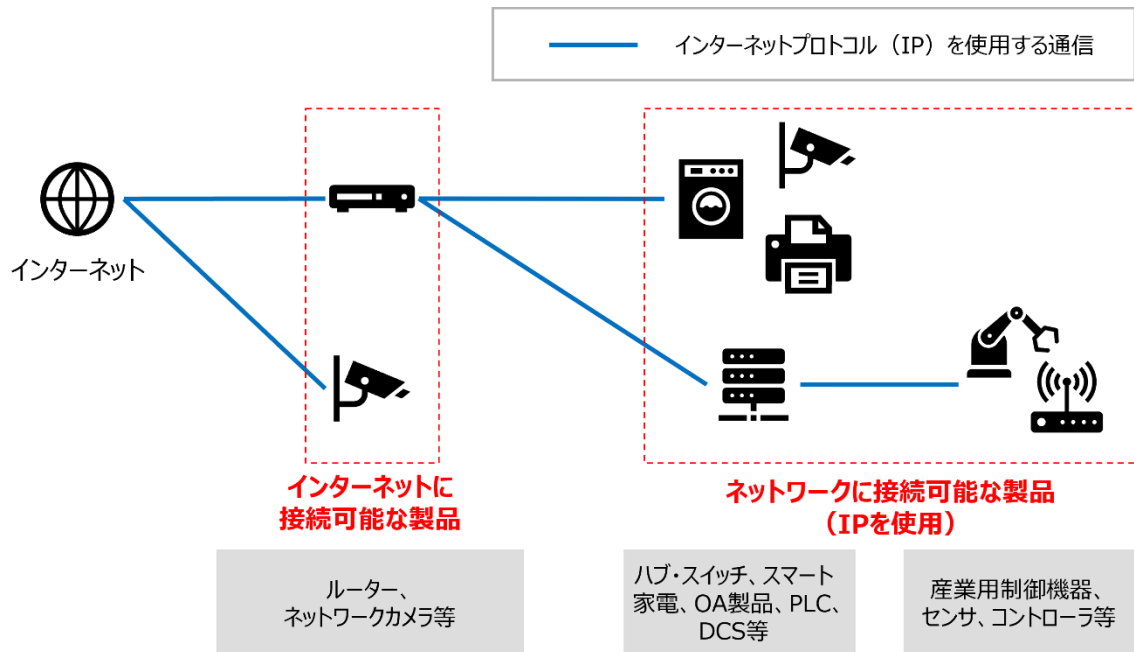 インターネットプロトコル（IP）を使用する通信
インターネット
インターネットに
接続可能な製品
ネットワークに接続可能な製品
（IPを使用）
ルーター、
ネットワークカメラ等
ハブ・スイッチ、スマート
家電、OA製品、PLC、
DCS等
産業用制御機器、
センサ、コントローラ等